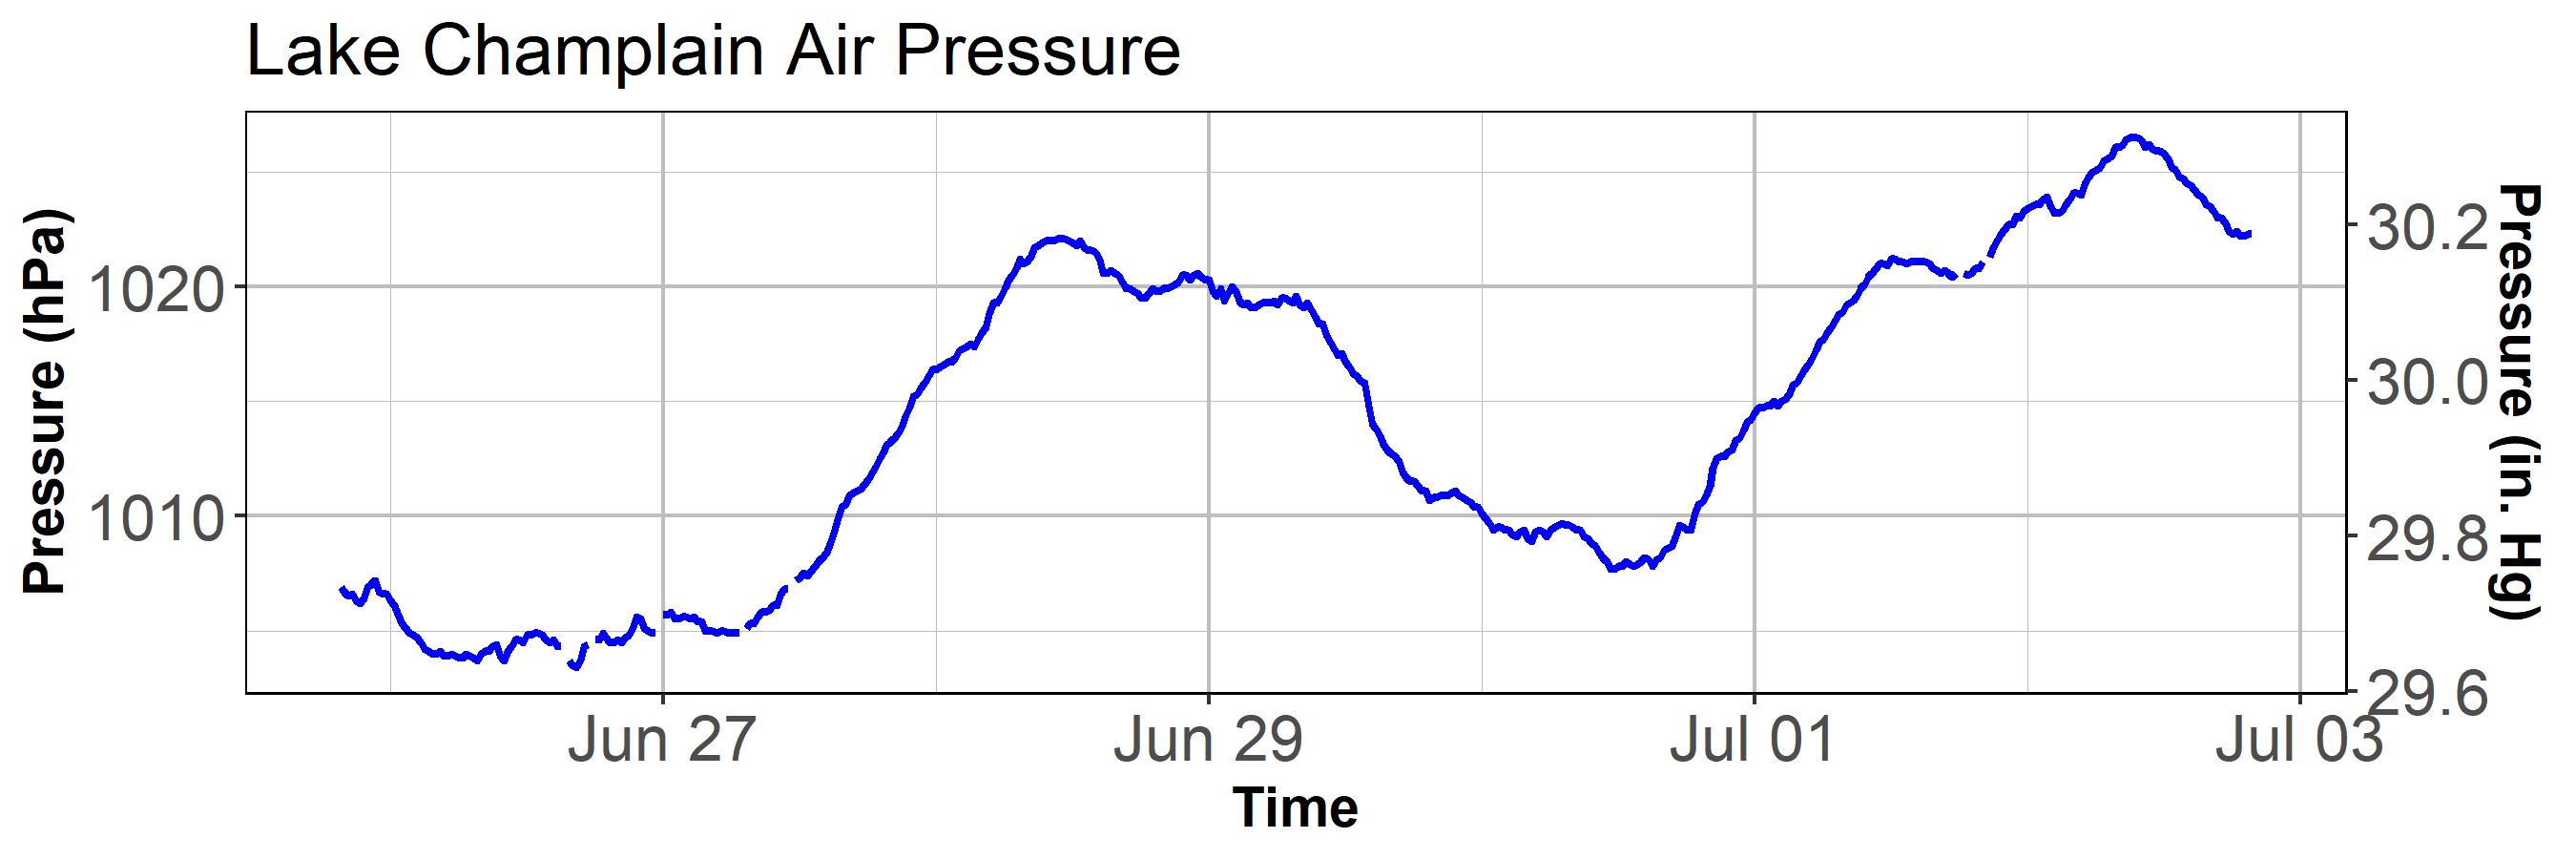 Lake Champlain Air Pressure
Pressure (hPa)
1020
1010
30.2
30.0
29.8
29.6
Pressure (in. Hg)
Jun 27
Jun 29
Jul 01
Jul 03
Time